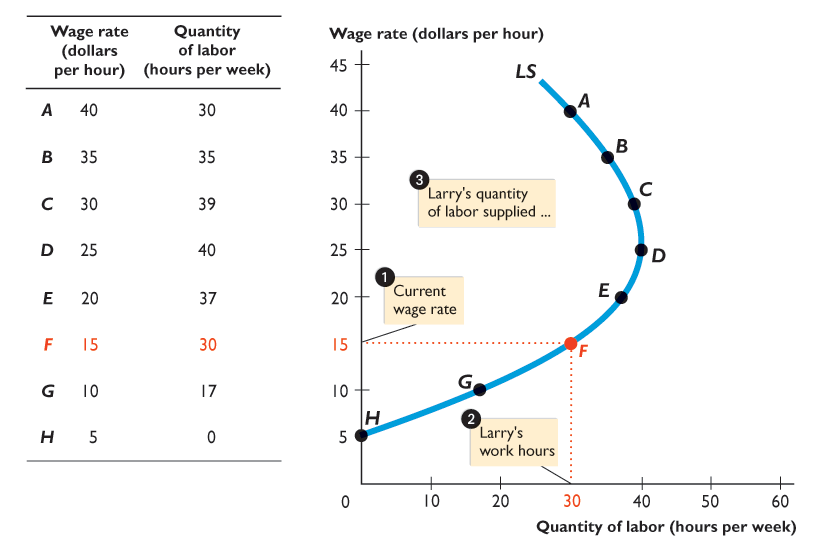 Wage rate (dollars per hour)
Quantity of labor (hours per week)
A 40 30
B 35 35
C 30 39
D 25 40
E 20 37
F 15 30
G 10 17
H 5 0
Wage rate (dollars per hour)
45
40
35
30
25
20
15
10
5
0
10
20
30
40
50
60
Quantity of labor (hours per week)
LS
A
B
C
D
E
F
G
H
3
Larry's quantity
of labor supplied ...
1
Current
wage rate
2
Larry's
work hours